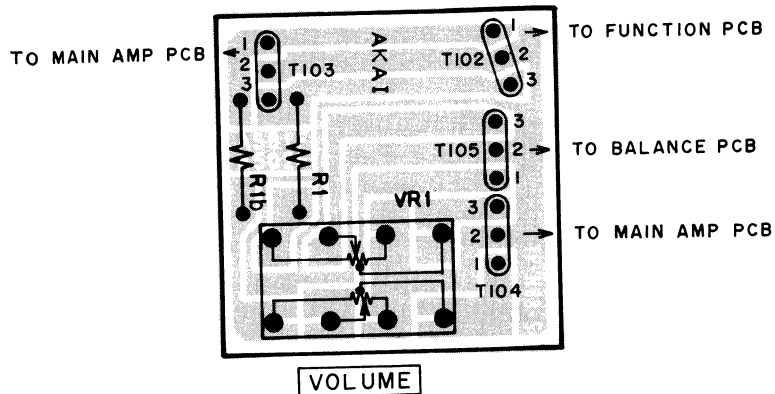 TO MAIN AMP PCB
1
2
3
T103
AKAI
T102
1
2
3
TO FUNCTION PCB
R1b
R1
T105
3
2
1
TO BALANCE PCB
VR1
3
2
1
T104
TO MAIN AMP PCB
VOLUME